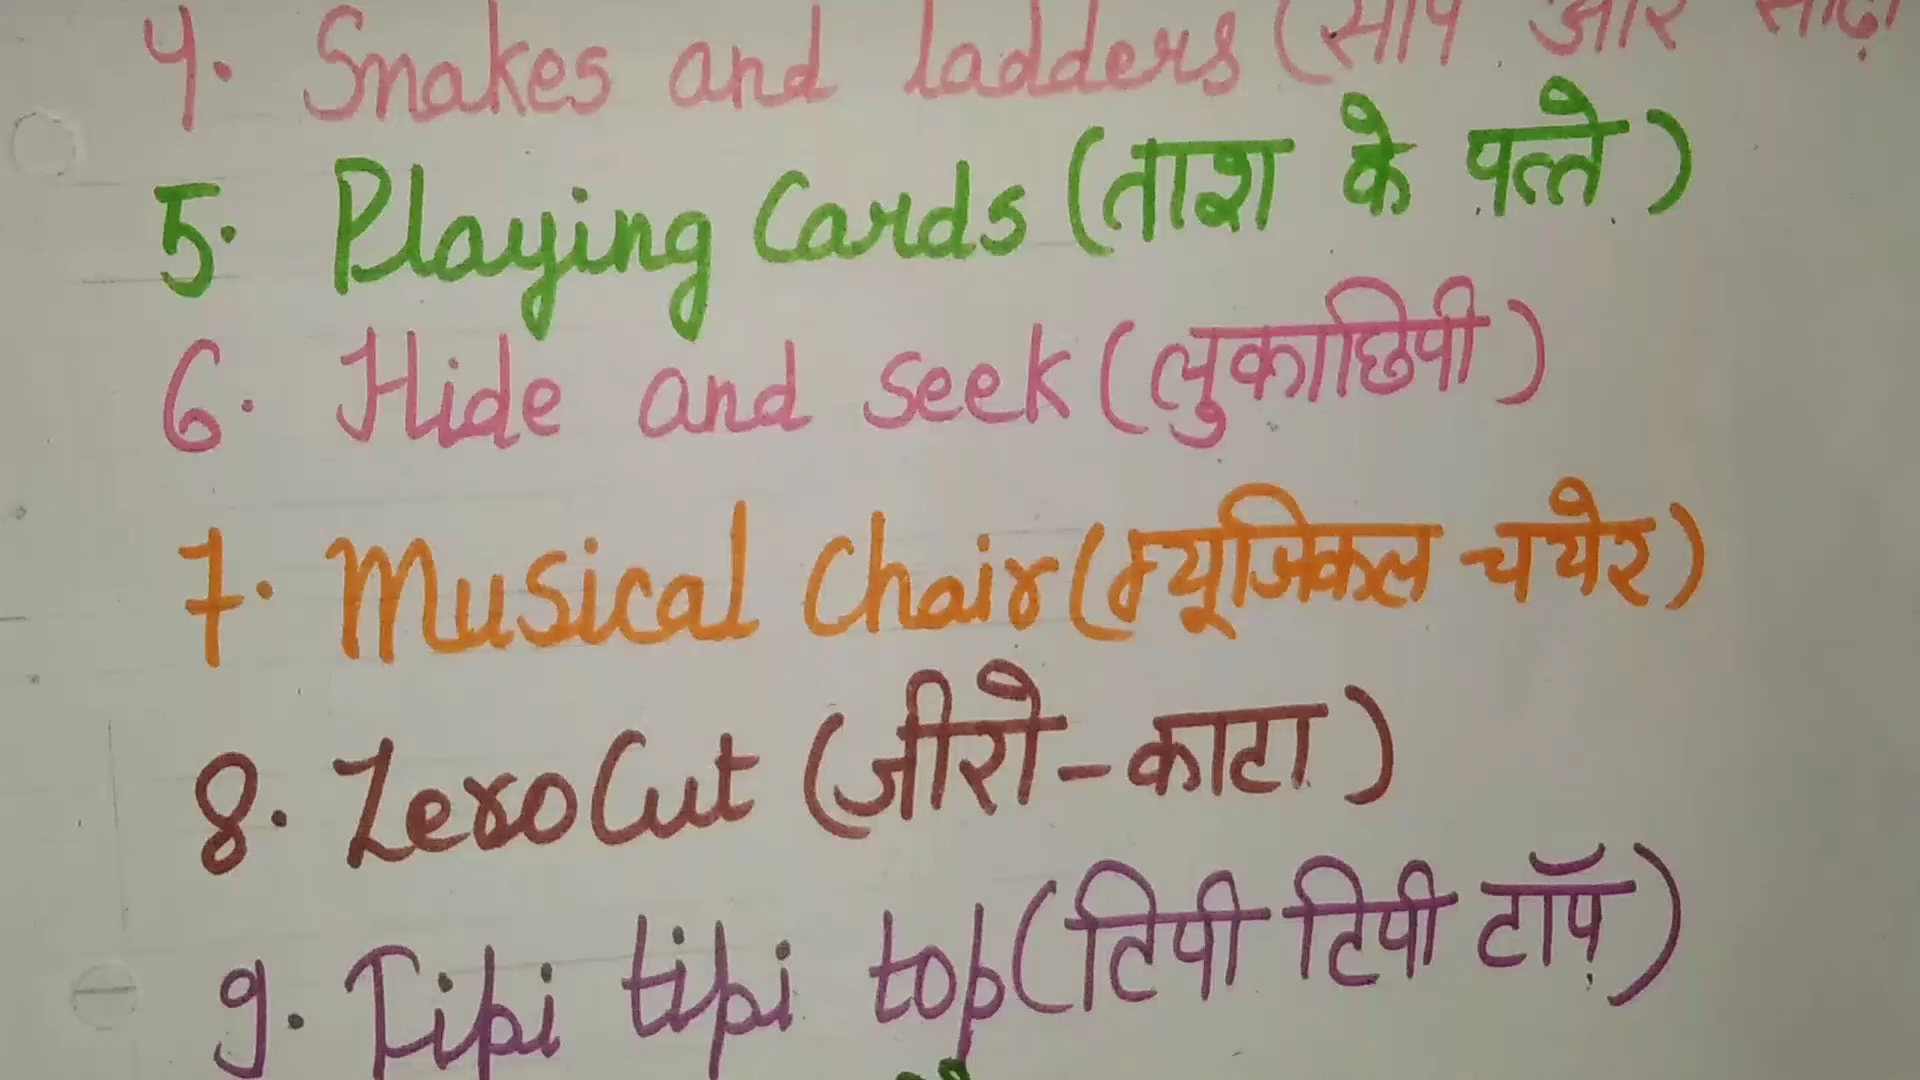 4. Snakes and ladders (सांप और सीढ़ी
5. Playing Cards (ताश के पत्ते)
6. Hide and seek (लुकाछिपी)
7. Musical Chair (म्यूजिकल चयेर)
8. Zero Cut (जीरो-काटा)
9. Tipi tipi top (टिपी टिपी टॉप)